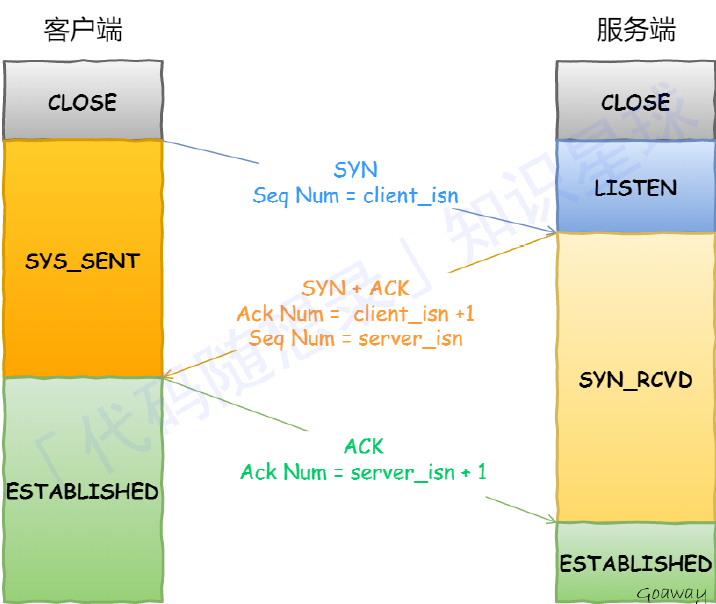 客户端
服务端
CLOSE
CLOSE
SYN
Seq Num = client_isn
LISTEN
SYS_SENT
SYN + ACK
Ack Num = client_isn +1
Seq Num = server_isn
SYN_RCVD
ACK
Ack Num = server_isn + 1
ESTABLISHED
ESTABLISHED
「代码随想录」知识星球
Goaway